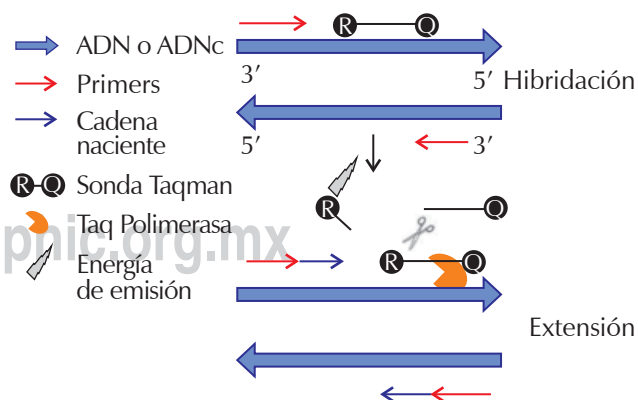 R Q
ADN o ADNc
3′ 5′ Hibridación
Primers
Cadena
naciente
5′ 3′
R-Q Sonda Taqman
R Q
Taq Polimerasa
pnic.org.mx
Energía
de emisión
R Q
Extensión